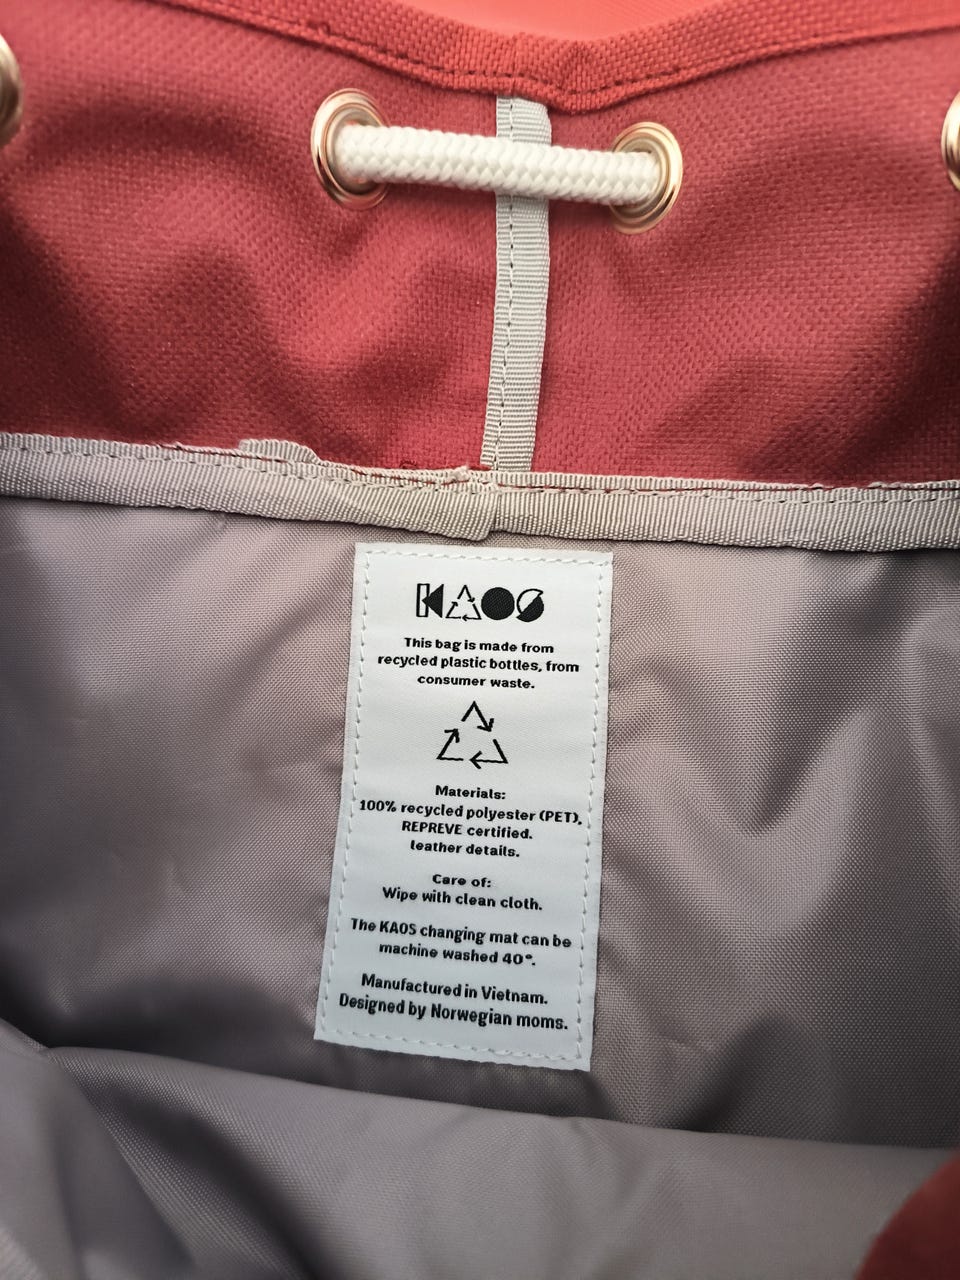 KAOS
This bag is made from
recycled plastic bottles, from
consumer waste.
Materials:
100% recycled polyester (PET),
REPREVE certified.
leather details.
Care of:
Wipe with clean cloth.
The KAOS changing mat can be
machine washed 40°.
Manufactured in Vietnam.
Designed by Norwegian moms.